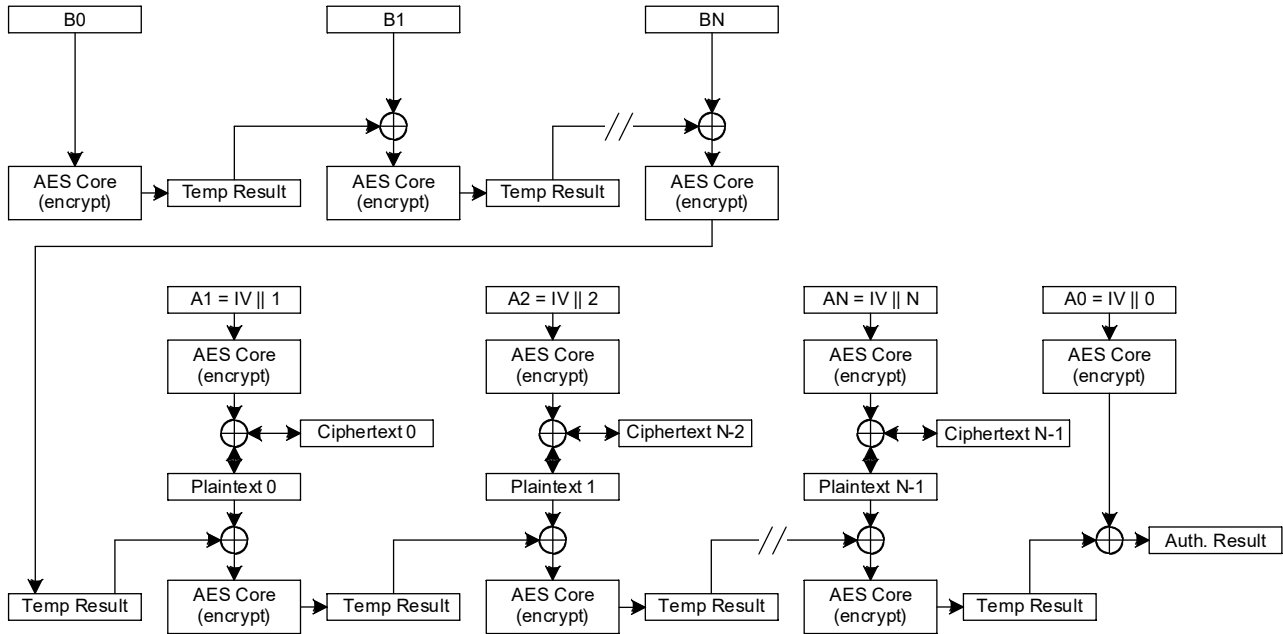 B0
B1
BN
AES Core
(encrypt)
Temp Result
AES Core
(encrypt)
Temp Result
AES Core
(encrypt)
A1 = IV || 1
A2 = IV || 2
AN = IV || N
A0 = IV || 0
AES Core
(encrypt)
AES Core
(encrypt)
AES Core
(encrypt)
AES Core
(encrypt)
Ciphertext 0
Ciphertext N-2
Ciphertext N-1
Plaintext 0
Plaintext 1
Plaintext N-1
Auth. Result
Temp Result
AES Core
(encrypt)
Temp Result
AES Core
(encrypt)
Temp Result
AES Core
(encrypt)
Temp Result